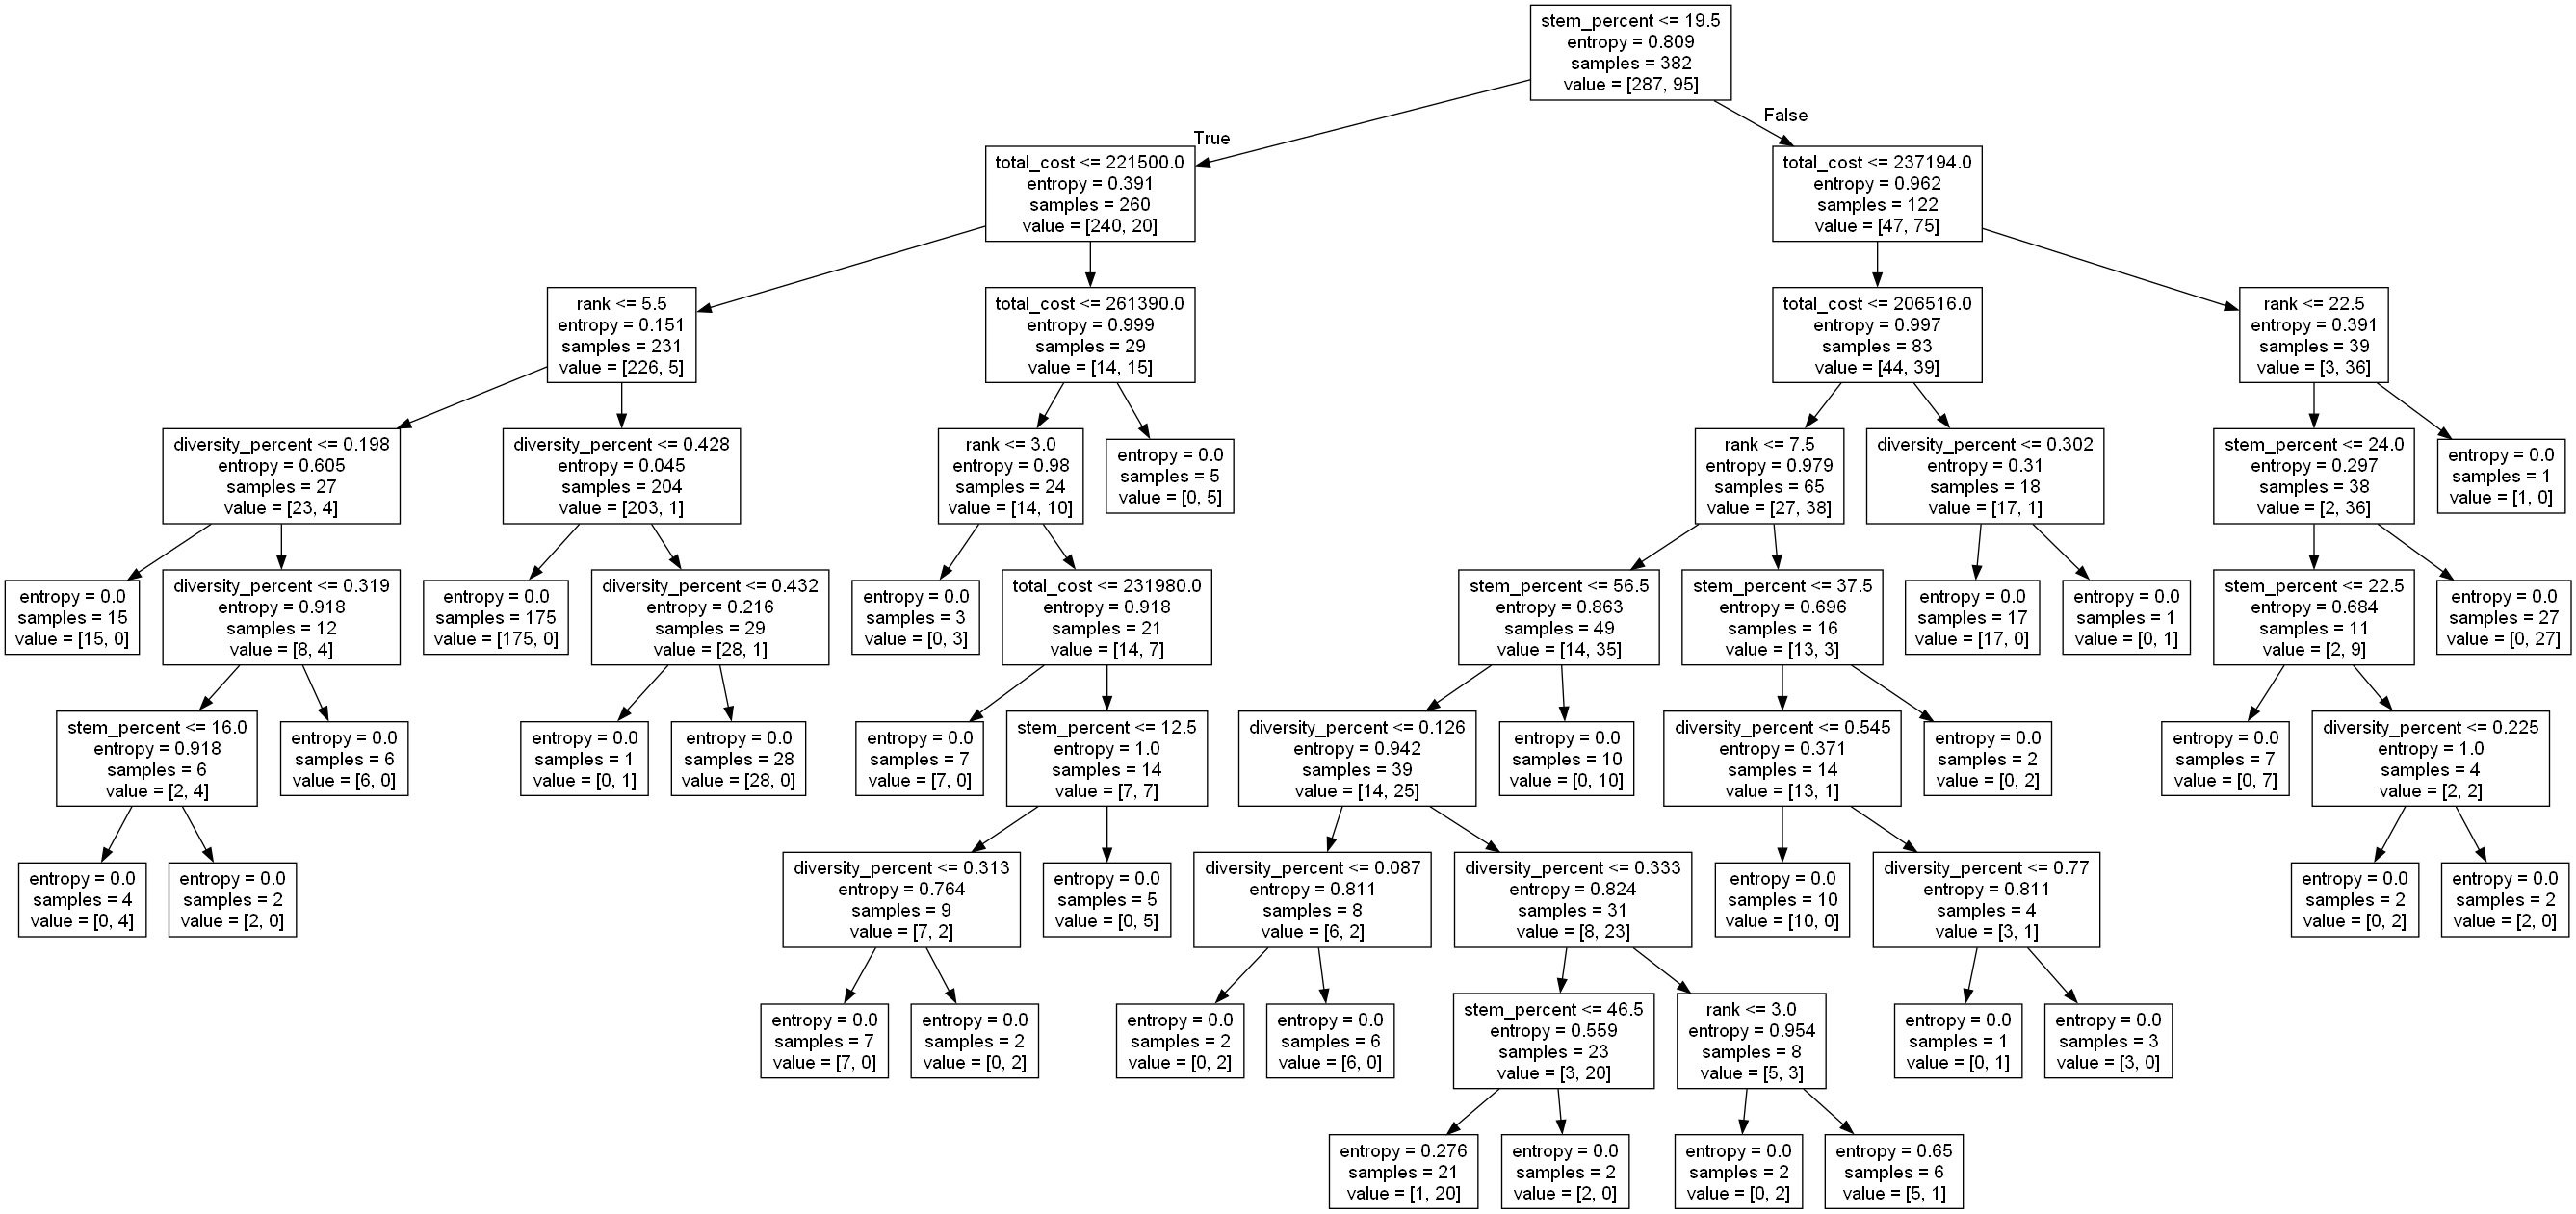 stem_percent <= 19.5
entropy = 0.809
samples = 382
value = [287, 95]
True
False
total_cost <= 221500.0
entropy = 0.391
samples = 260
value = [240, 20]
total_cost <= 237194.0
entropy = 0.962
samples = 122
value = [47, 75]
rank <= 5.5
entropy = 0.151
samples = 231
value = [226, 5]
total_cost <= 261390.0
entropy = 0.999
samples = 29
value = [14, 15]
total_cost <= 206516.0
entropy = 0.997
samples = 83
value = [44, 39]
rank <= 22.5
entropy = 0.391
samples = 39
value = [3, 36]
diversity_percent <= 0.198
entropy = 0.605
samples = 27
value = [23, 4]
diversity_percent <= 0.428
entropy = 0.045
samples = 204
value = [203, 1]
rank <= 3.0
entropy = 0.98
samples = 24
value = [14, 10]
entropy = 0.0
samples = 5
value = [0, 5]
rank <= 7.5
entropy = 0.979
samples = 65
value = [27, 38]
diversity_percent <= 0.302
entropy = 0.31
samples = 18
value = [17, 1]
stem_percent <= 24.0
entropy = 0.297
samples = 38
value = [2, 36]
entropy = 0.0
samples = 1
value = [1, 0]
entropy = 0.0
samples = 15
value = [15, 0]
diversity_percent <= 0.319
entropy = 0.918
samples = 12
value = [8, 4]
entropy = 0.0
samples = 175
value = [175, 0]
diversity_percent <= 0.432
entropy = 0.216
samples = 29
value = [28, 1]
entropy = 0.0
samples = 3
value = [0, 3]
total_cost <= 231980.0
entropy = 0.918
samples = 21
value = [14, 7]
stem_percent <= 56.5
entropy = 0.863
samples = 49
value = [14, 35]
stem_percent <= 37.5
entropy = 0.696
samples = 16
value = [13, 3]
entropy = 0.0
samples = 17
value = [17, 0]
entropy = 0.0
samples = 1
value = [0, 1]
stem_percent <= 22.5
entropy = 0.684
samples = 11
value = [2, 9]
entropy = 0.0
samples = 27
value = [0, 27]
stem_percent <= 16.0
entropy = 0.918
samples = 6
value = [2, 4]
entropy = 0.0
samples = 6
value = [6, 0]
entropy = 0.0
samples = 1
value = [0, 1]
entropy = 0.0
samples = 28
value = [28, 0]
entropy = 0.0
samples = 7
value = [7, 0]
stem_percent <= 12.5
entropy = 1.0
samples = 14
value = [7, 7]
diversity_percent <= 0.126
entropy = 0.942
samples = 39
value = [14, 25]
entropy = 0.0
samples = 10
value = [0, 10]
diversity_percent <= 0.545
entropy = 0.371
samples = 14
value = [13, 1]
entropy = 0.0
samples = 2
value = [0, 2]
entropy = 0.0
samples = 7
value = [0, 7]
diversity_percent <= 0.225
entropy = 1.0
samples = 4
value = [2, 2]
entropy = 0.0
samples = 4
value = [0, 4]
entropy = 0.0
samples = 2
value = [2, 0]
diversity_percent <= 0.313
entropy = 0.764
samples = 9
value = [7, 2]
entropy = 0.0
samples = 5
value = [0, 5]
diversity_percent <= 0.087
entropy = 0.811
samples = 8
value = [6, 2]
diversity_percent <= 0.333
entropy = 0.824
samples = 31
value = [8, 23]
entropy = 0.0
samples = 10
value = [10, 0]
diversity_percent <= 0.77
entropy = 0.811
samples = 4
value = [3, 1]
entropy = 0.0
samples = 2
value = [0, 2]
entropy = 0.0
samples = 2
value = [2, 0]
entropy = 0.0
samples = 7
value = [7, 0]
entropy = 0.0
samples = 2
value = [0, 2]
entropy = 0.0
samples = 2
value = [0, 2]
entropy = 0.0
samples = 6
value = [6, 0]
stem_percent <= 46.5
entropy = 0.559
samples = 23
value = [3, 20]
rank <= 3.0
entropy = 0.954
samples = 8
value = [5, 3]
entropy = 0.0
samples = 1
value = [0, 1]
entropy = 0.0
samples = 3
value = [3, 0]
entropy = 0.276
samples = 21
value = [1, 20]
entropy = 0.0
samples = 2
value = [2, 0]
entropy = 0.0
samples = 2
value = [0, 2]
entropy = 0.65
samples = 6
value = [5, 1]